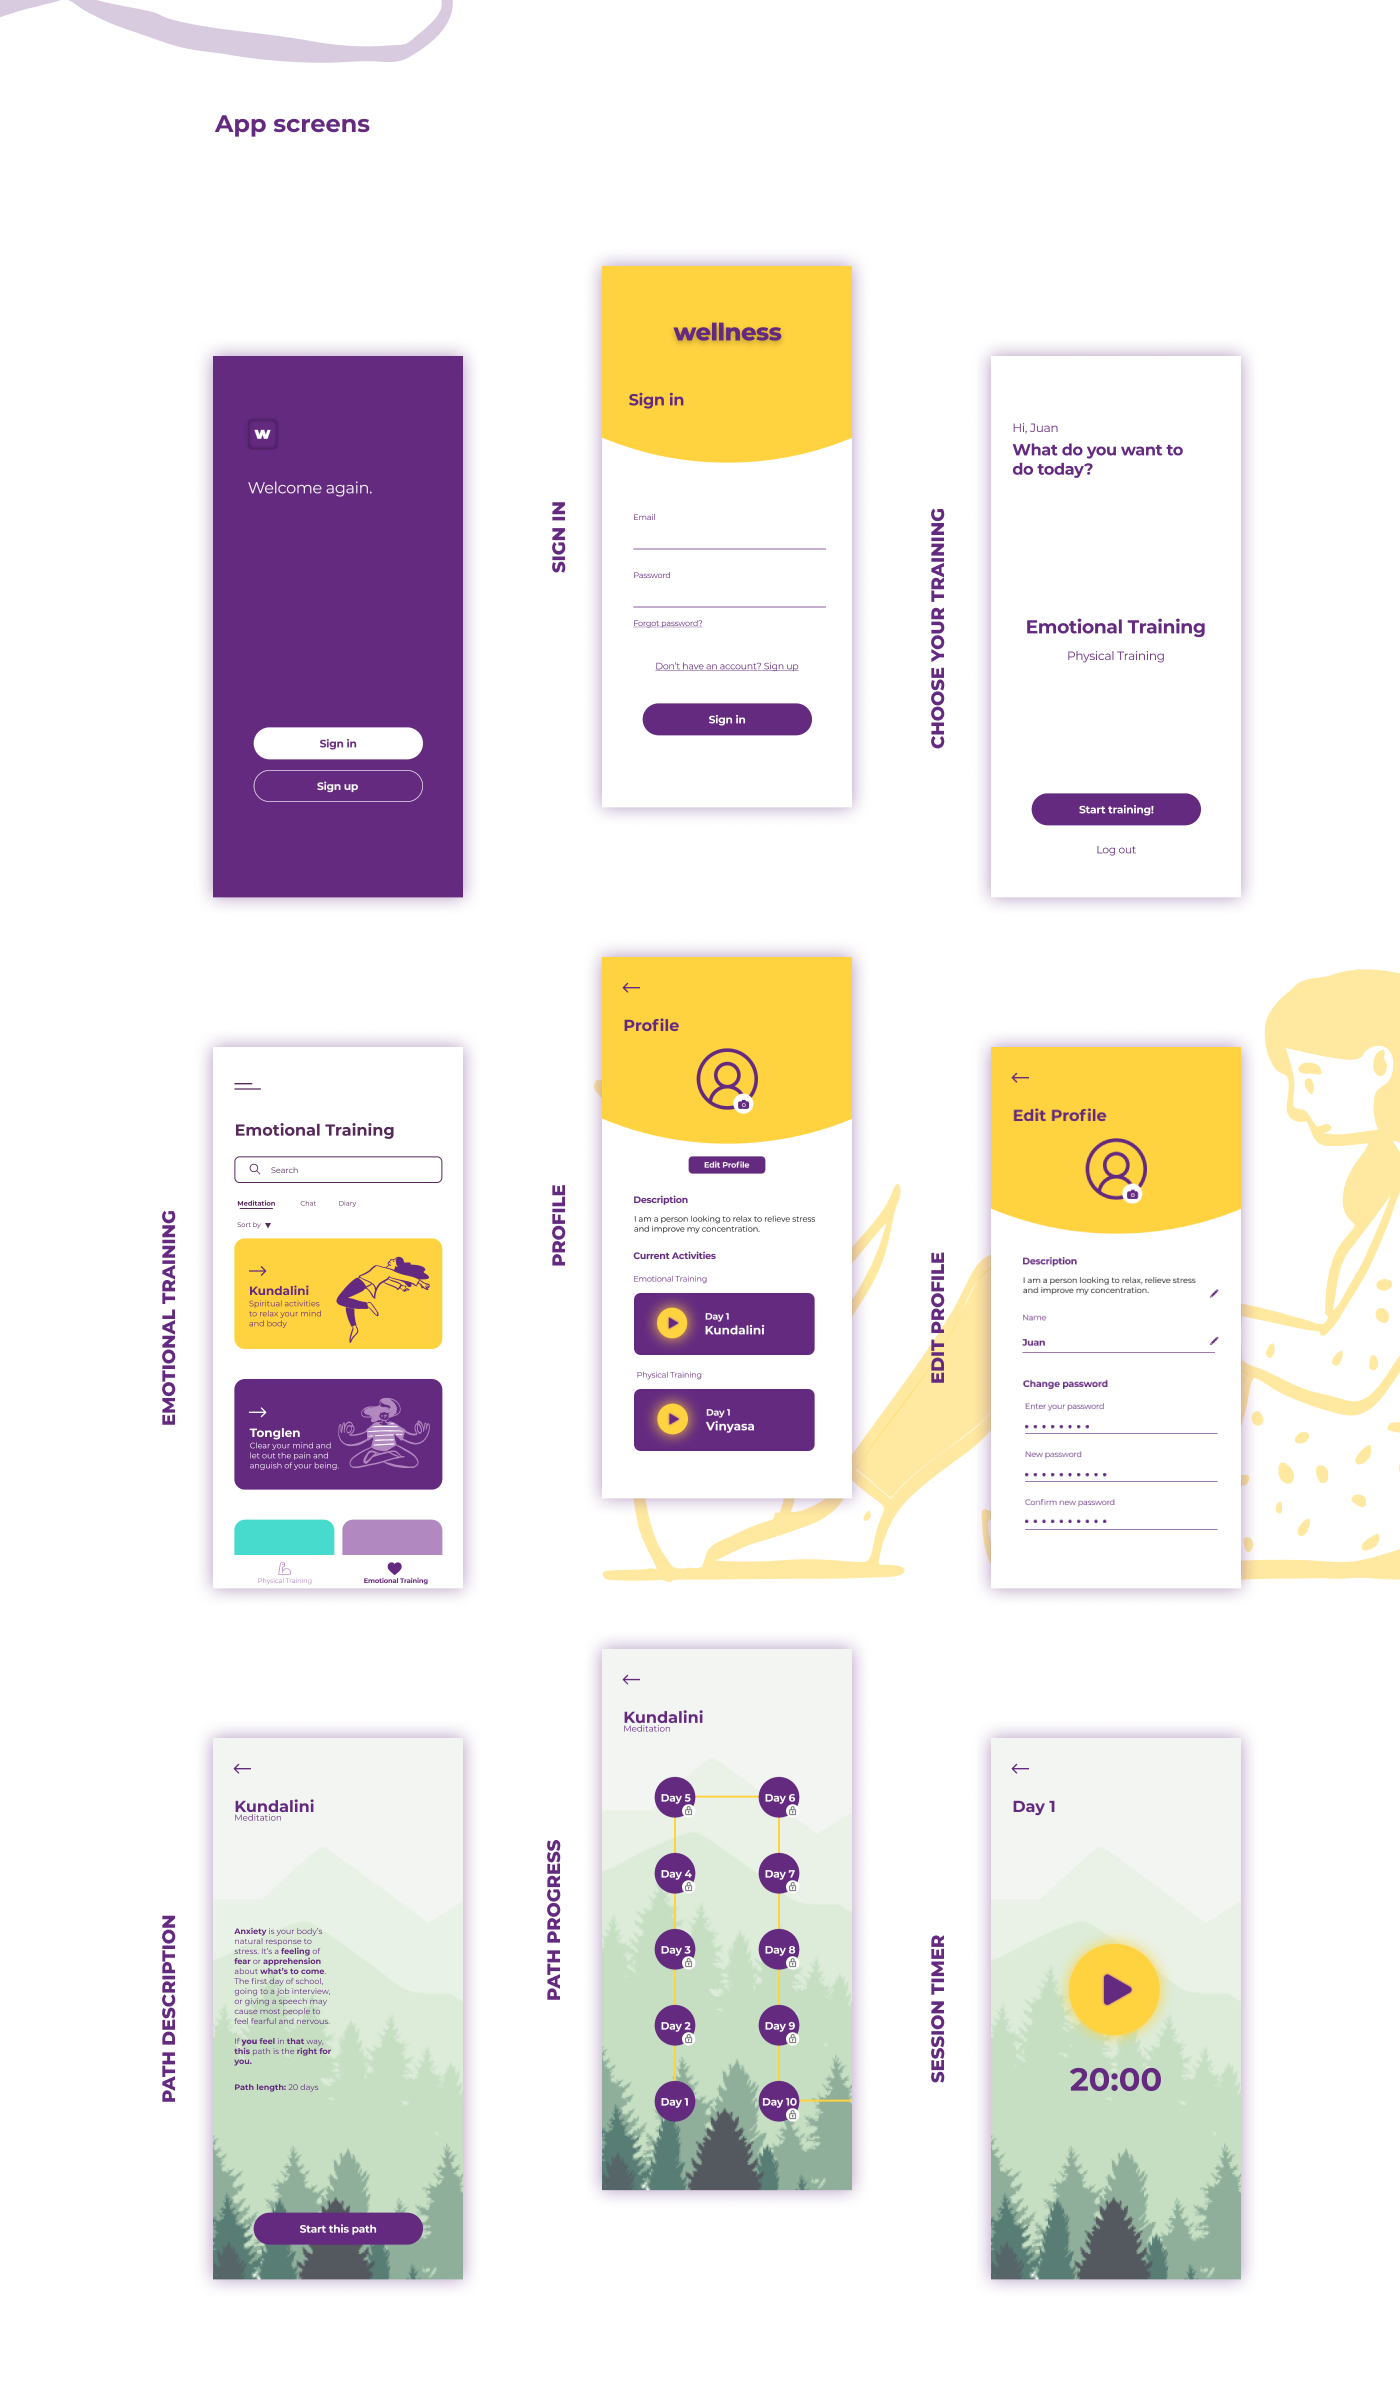 App screens
w
Welcome again.
Sign in
Sign up
SIGN IN
wellness
Sign in
Email
Password
Forgot password?
Don't have an account? Sign up
Sign in
CHOOSE YOUR TRAINING
Hi, Juan
What do you want to
do today?
Emotional Training
Physical Training
Start training!
Log out
EMOTIONAL TRAINING
Emotional Training
Search
Meditation Chat Diary
Sort by
Kundalini
Spiritual activities
to relax your mind
and body
Tonglen
Clear your mind and
let out the pain and
anguish of your being.
Physical Training Emotional Training
PROFILE
Profile
Edit Profile
Description
I am a person looking to relax to relieve stress
and improve my concentration.
Current Activities
Emotional Training
Day 1
Kundalini
Physical Training
Day 1
Vinyasa
EDIT PROFILE
Edit Profile
Description
I am a person looking to relax, relieve stress
and improve my concentration.
Name
Juan
Change password
Enter your password
New password
Confirm new password
PATH DESCRIPTION
Kundalini
Meditation
Anxiety is your body's
natural response to
stress. It's a feeling of
fear or apprehension
about what's to come.
The first day of school,
going to a job interview,
or giving a speech may
cause most people to
feel fearful and nervous.
If you feel in that way,
this path is the right for
you.
Path length: 20 days
Start this path
PATH PROGRESS
Kundalini
Meditation
Day 5 Day 6
Day 4 Day 7
Day 3 Day 8
Day 2 Day 9
Day 1 Day 10
SESSION TIMER
Day 1
20:00